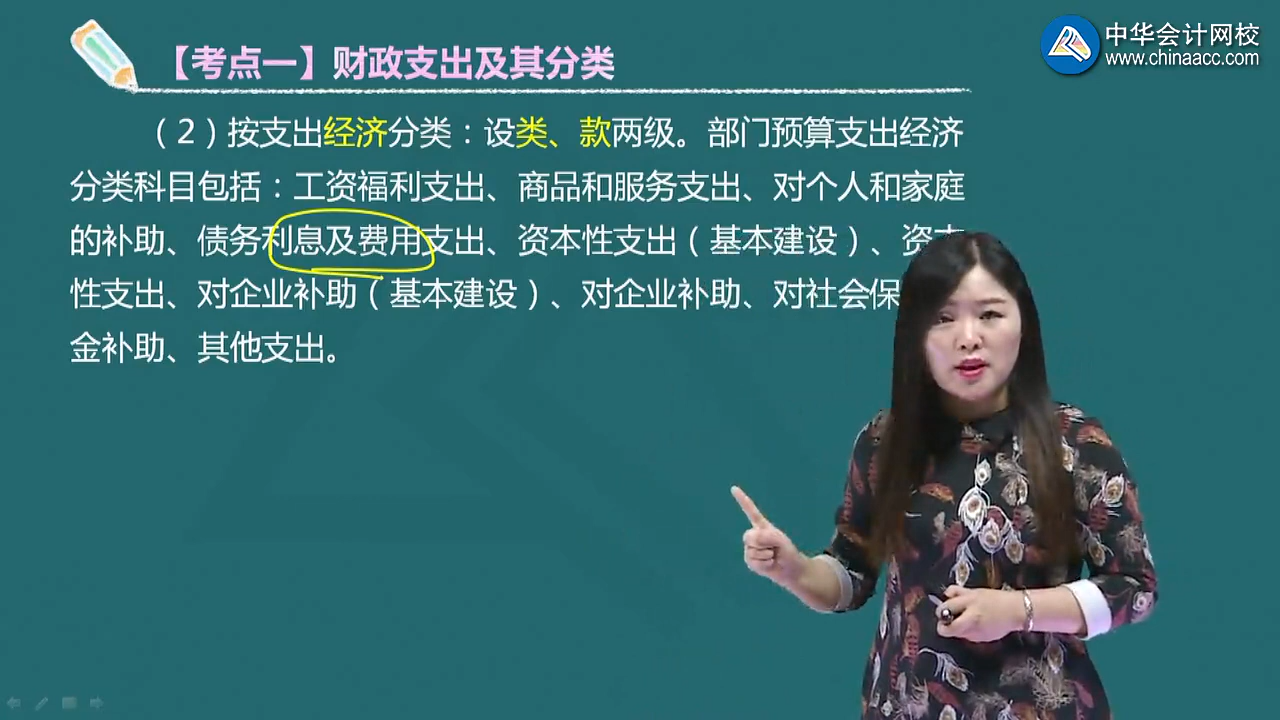 【考点一】财政支出及其分类
中华会计网校
www.chinaacc.com
（2）按支出经济分类：设类、款两级。部门预算支出经济
分类科目包括：工资福利支出、商品和服务支出、对个人和家庭
的补助、债务利息及费用支出、资本性支出（基本建设）、资本
性支出、对企业补助（基本建设）、对企业补助、对社会保
金补助、其他支出。